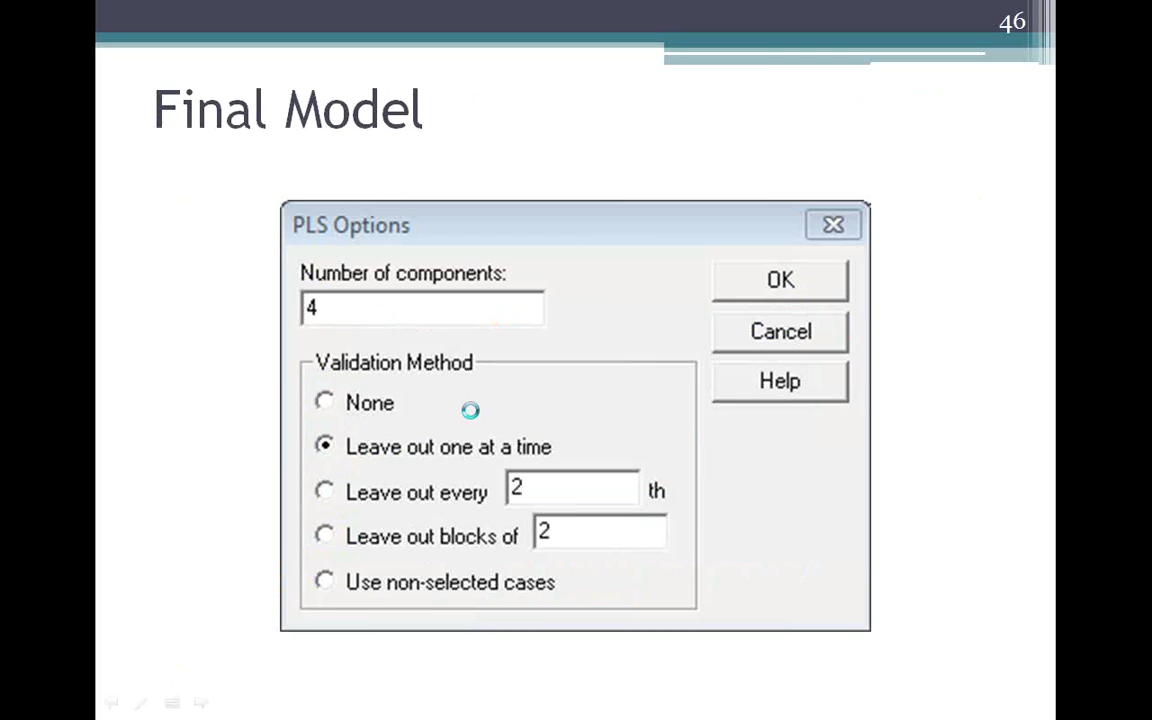 46
Final Model
PLS Options
Number of components:
4
OK
Cancel
Help
Validation Method
None
Leave out one at a time
Leave out every 2 th
Leave out blocks of 2
Use non-selected cases